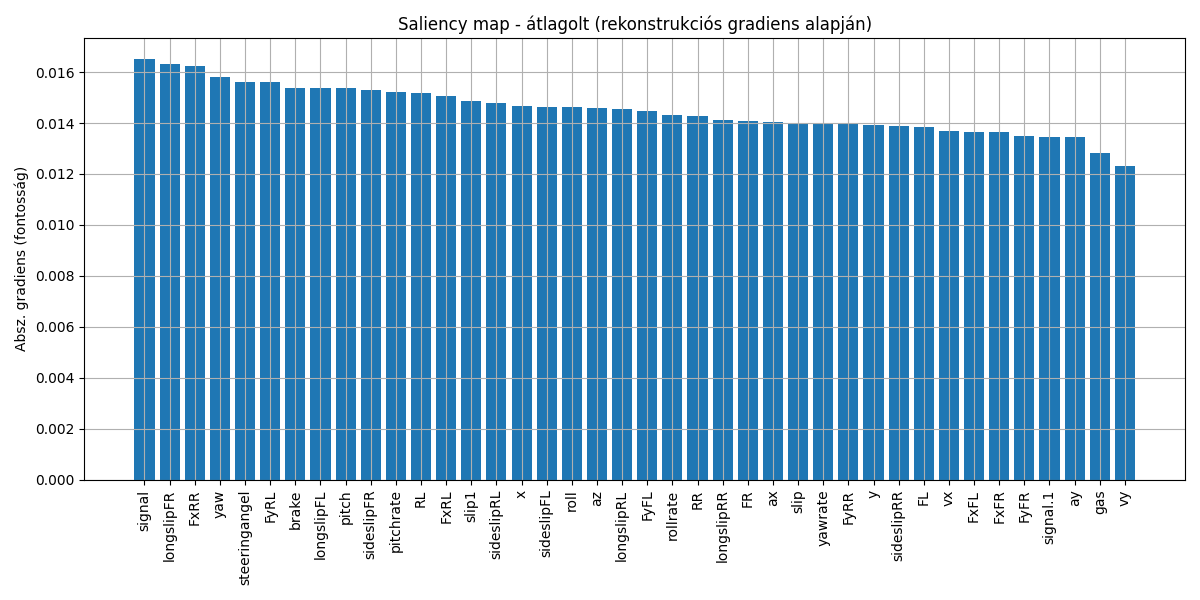 Saliency map - átlagolt (rekonstrukciós gradiens alapján)
Absz. gradiens (fontosság)
0.016
0.014
0.012
0.010
0.008
0.006
0.004
0.002
0.000
signal
longslipFR
FxRR
yaw
steeringangel
FyRL
brake
longslipFL
pitch
sideslipFR
pitchrate
RL
FxRL
slip1
sideslipRL
x
sideslipFL
roll
az
longslipRL
FyFL
rollrate
RR
longslipRR
FR
ax
slip
yawrate
FyRR
y
sideslipRR
FL
vx
FxFL
FxFR
FyFR
signal.1
ay
gas
vy